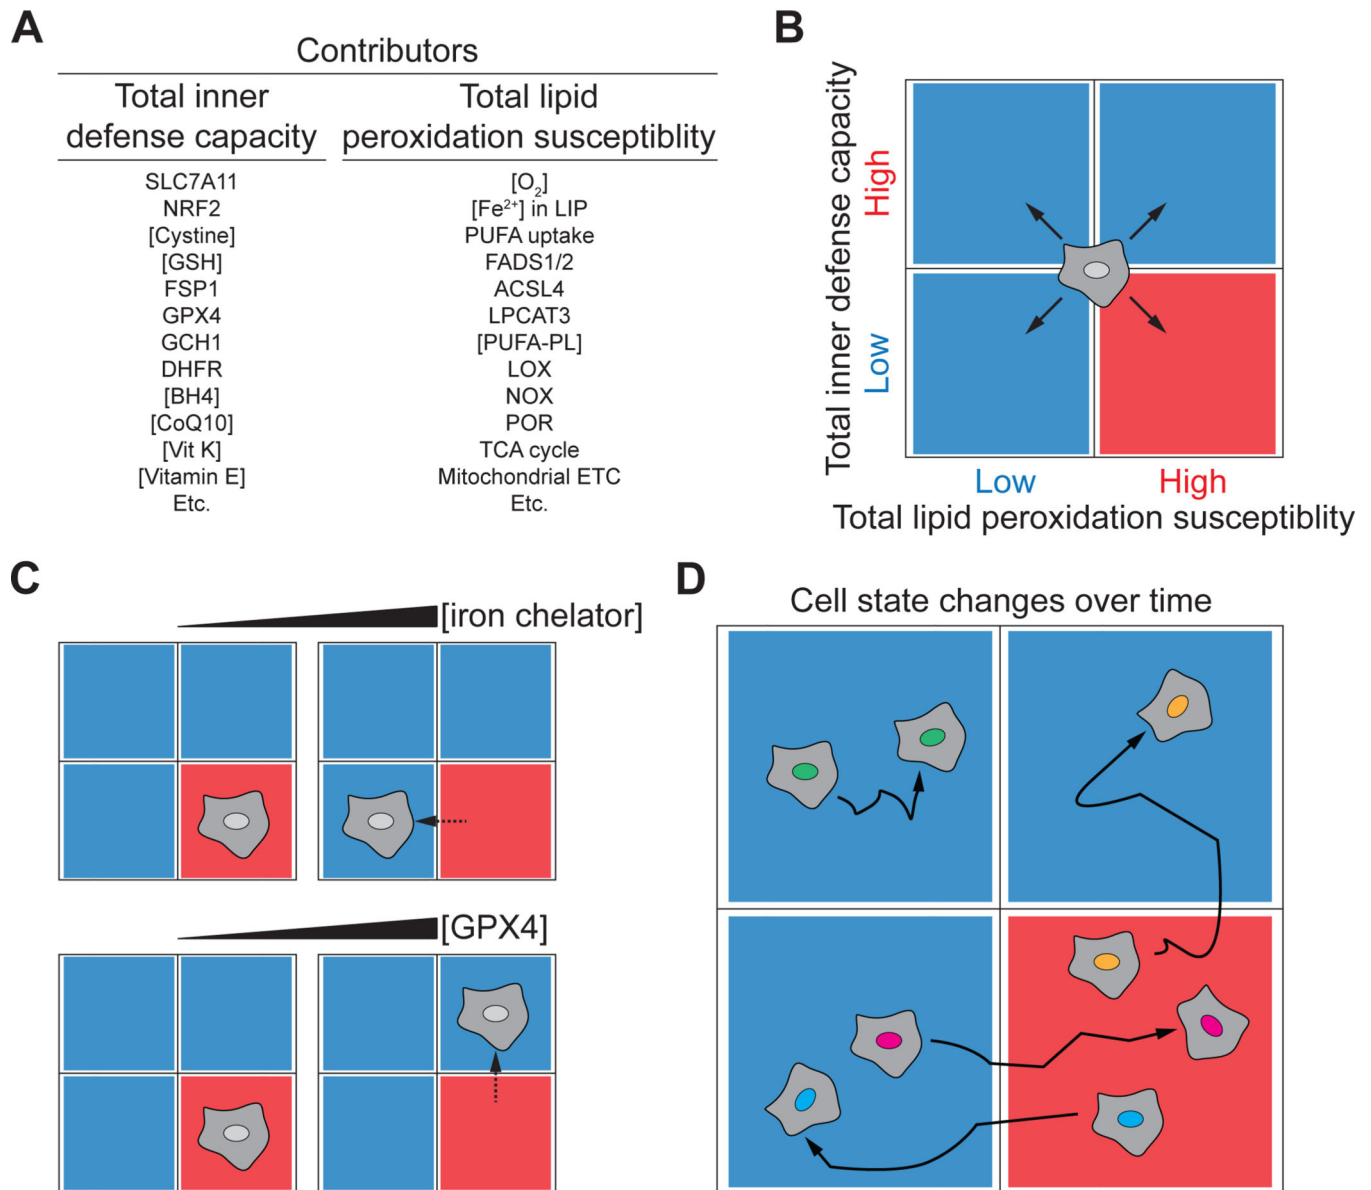 A
Contributors
Total inner
defense capacity
Total lipid
peroxidation susceptiblity
SLC7A11
NRF2
[Cystine]
[GSH]
FSP1
GPX4
GCH1
DHFR
[BH4]
[CoQ10]
[Vit K]
[Vitamin E]
Etc.
[O₂]
[Fe²⁺] in LIP
PUFA uptake
FADS1/2
ACSL4
LPCAT3
[PUFA-PL]
LOX
NOX
POR
TCA cycle
Mitochondrial ETC
Etc.
B
Total inner defense capacity
High
Low
Low
High
Total lipid peroxidation susceptiblity
C
[iron chelator]
[GPX4]
D
Cell state changes over time